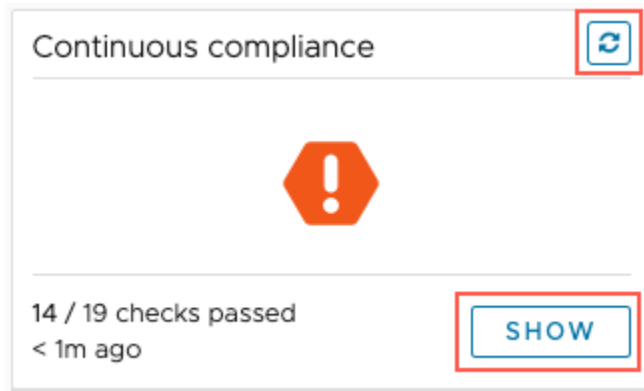 Continuous compliance
14 / 19 checks passed
< 1m ago
SHOW